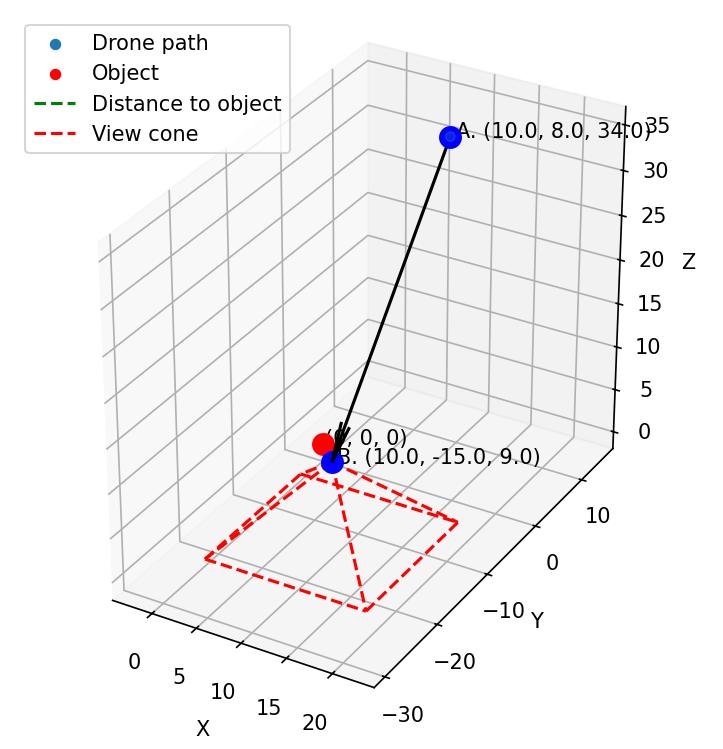 Drone path
Object
Distance to object
View cone
A. (10.0, 8.0, 34.0)
(0, 0, 0)
B. (10.0, -15.0, 9.0)
35
30
25
20
15
10
5
0
Z
10
0
−10
−20
−30
Y
0
5
10
15
20
X